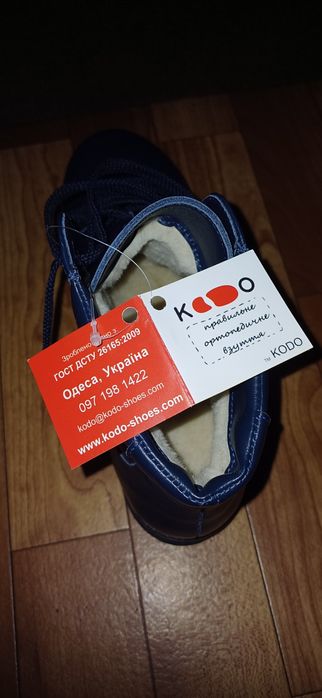 KODO
правильне
ортопедичне
взуття
™ KODO
Зроблено
ГОСТ ДСТУ 26165:2009
Одеса, Україна
097 198 1422
kodo@kodo-shoes.com
www.kodo-shoes.com